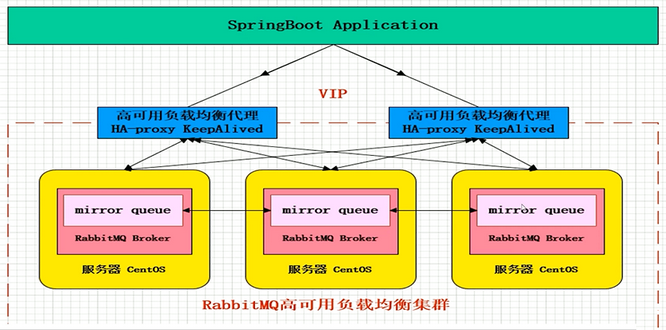 SpringBoot Application
VIP
高可用负载均衡代理
HA-proxy KeepAlived
高可用负载均衡代理
HA-proxy KeepAlived
mirror queue
RabbitMQ Broker
服务器 CentOS
mirror queue
RabbitMQ Broker
服务器 CentOS
mirror queue
RabbitMQ Broker
服务器 CentOS
RabbitMQ高可用负载均衡集群